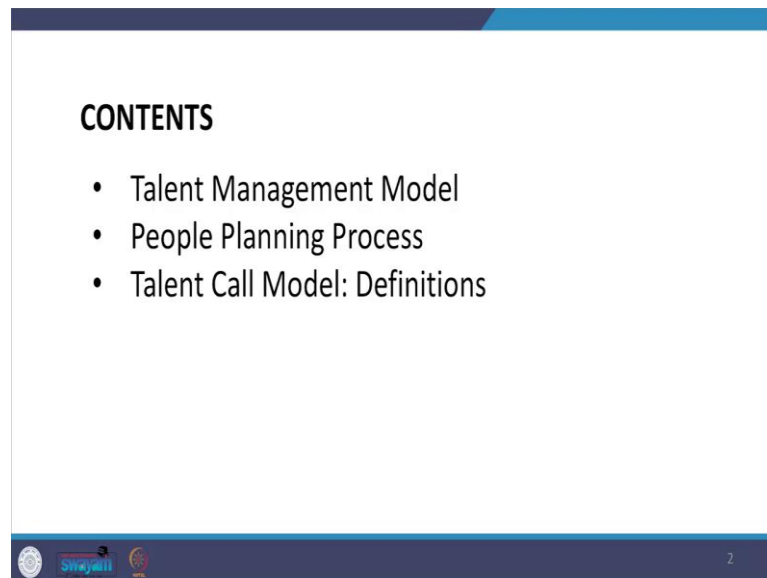 CONTENTS
• Talent Management Model
• People Planning Process
• Talent Call Model: Definitions
swayam
2